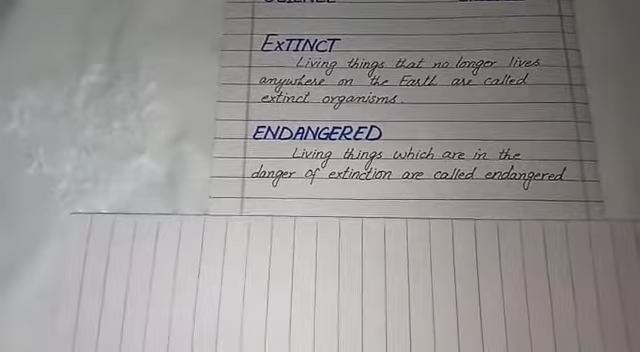 SCIENCE
EXTINCT
Living things that no longer lives
anywhere on the Earth are called
extinct organisms.
ENDANGERED
Living things which are in the
danger of extinction are called endangered